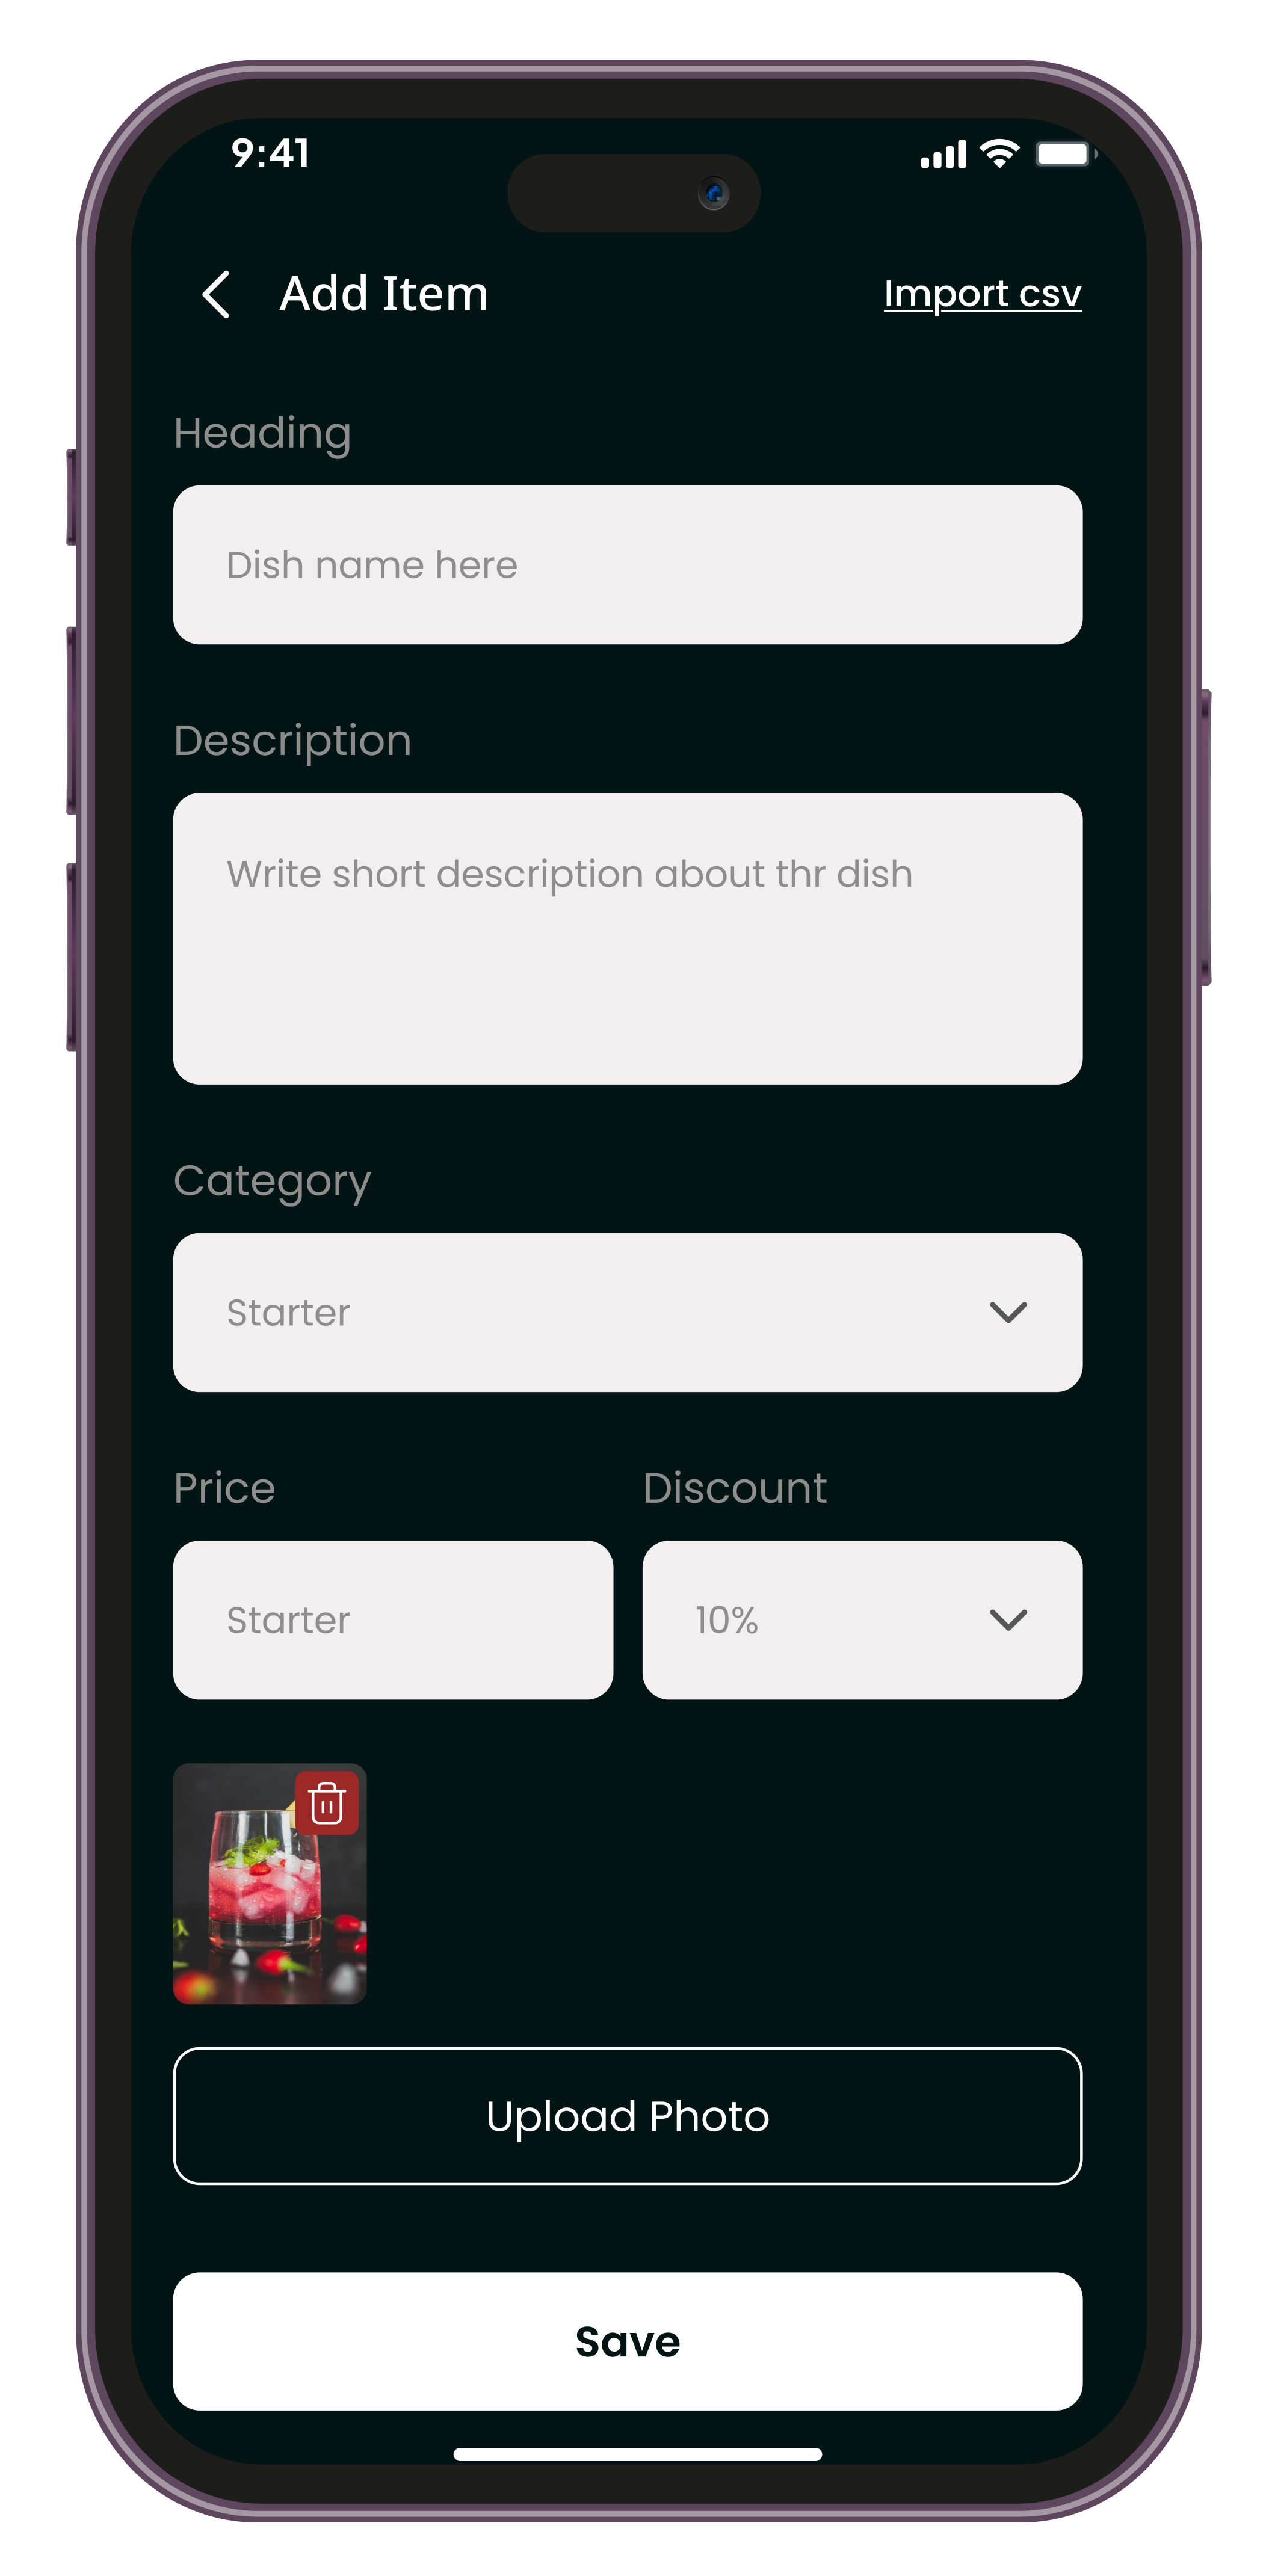 9:41
Add Item
Import csv
Heading
Dish name here
Description
Write short description about thr dish
Category
Starter
Price
Discount
Starter
10%
Upload Photo
Save